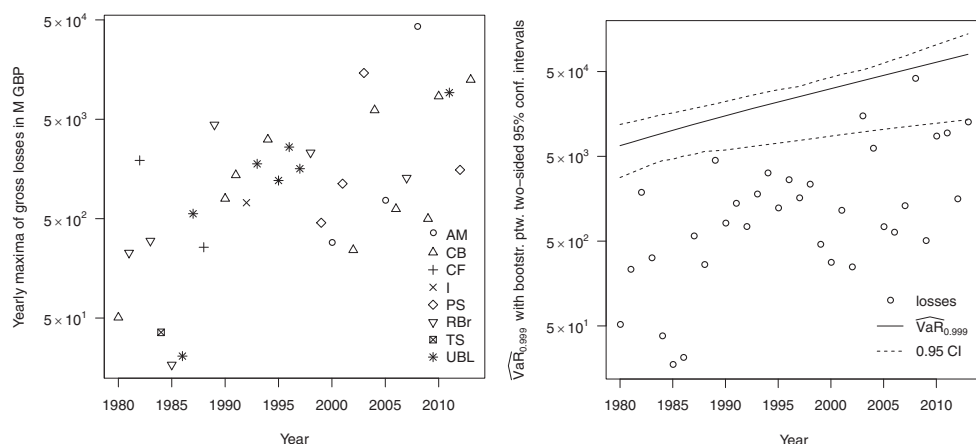 Yearly maxima of gross losses in M GBP
5 × 10⁴
5 × 10³
5 × 10²
5 × 10¹
1980 1985 1990 1995 2000 2005 2010
Year
AM
CB
CF
I
PS
RBr
TS
UBL
VaR̂₀.₉₉₉ with bootstr. ptw. two-sided 95% conf. intervals
5 × 10⁴
5 × 10³
5 × 10²
5 × 10¹
1980 1985 1990 1995 2000 2005 2010
Year
losses
VaR̂₀.₉₉₉
0.95 CI